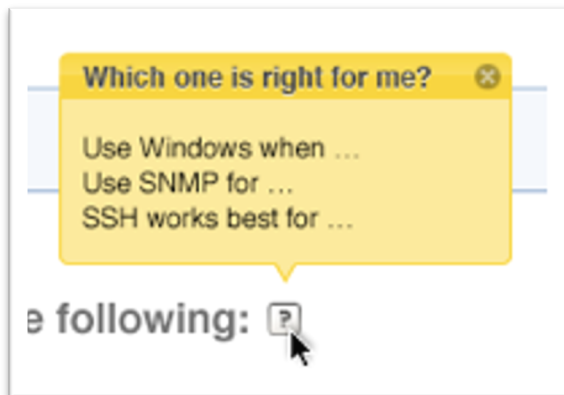 Which one is right for me?
Use Windows when ...
Use SNMP for ...
SSH works best for ...
e following: ?